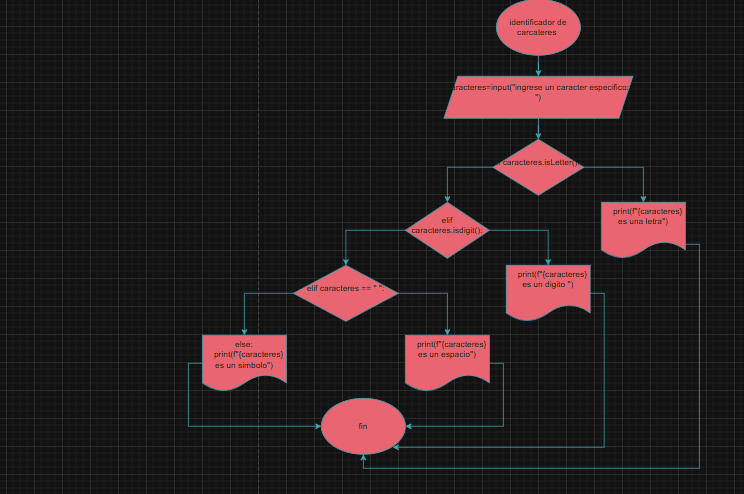 identificador de
carcateres
aracteres=input("ingrese un caracter especifico:
")
caracteres.isLetter():
elif
caracteres.isdigit():
print(f"{caracteres}
es una letra")
elif caracteres == " ":
print(f"{caracteres}
es un digito ")
else:
print(f"{caracteres}
es un simbolo")
print(f"{caracteres}
es un espacio")
fin